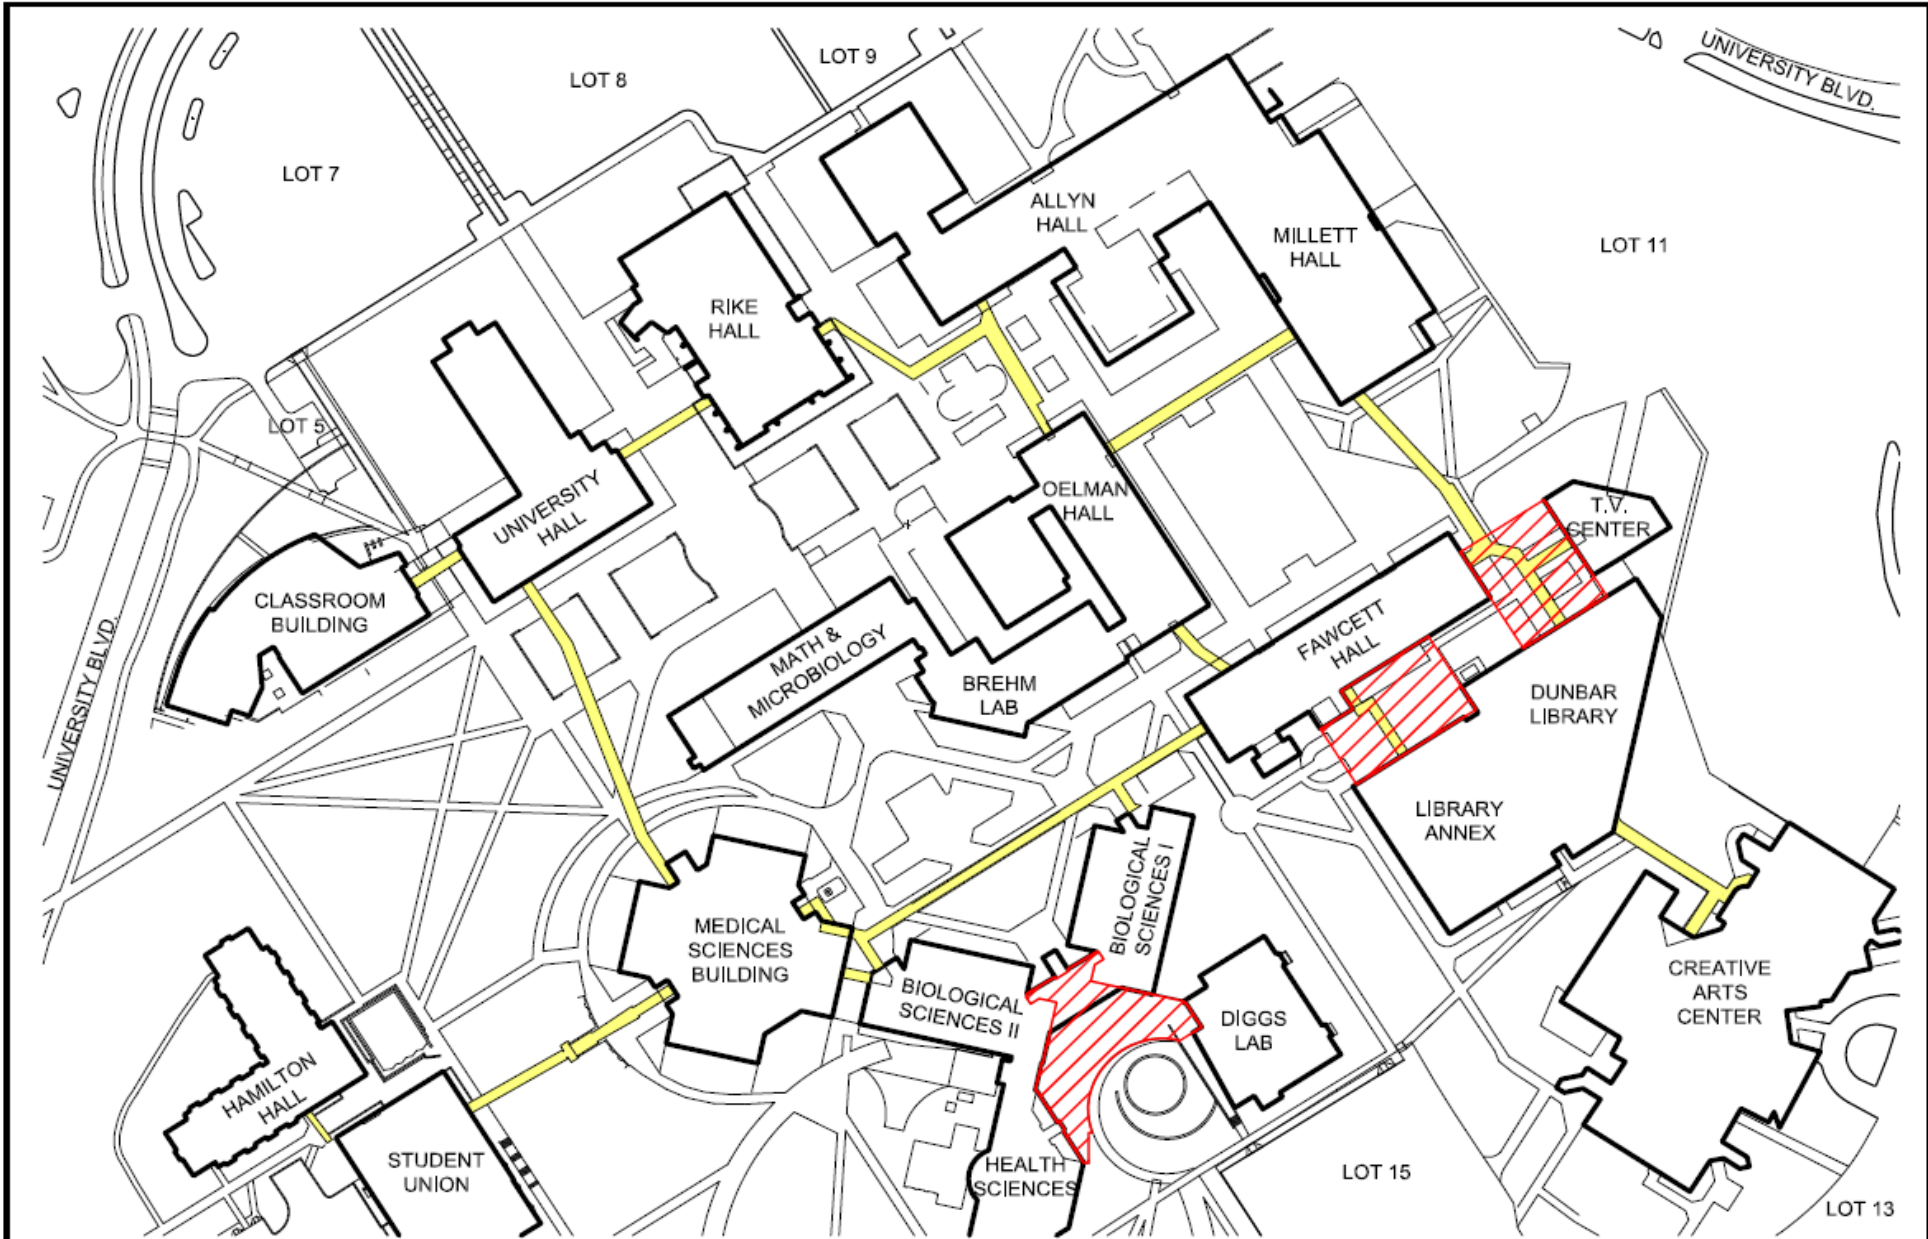 LOT 9
LOT 8
UNIVERSITY BLVD.
LOT 7
ALLYN
HALL
MILLETT
HALL
LOT 11
RIKE
HALL
LOT 5
UNIVERSITY
HALL
OELMAN
HALL
T.V.
CENTER
CLASSROOM
BUILDING
MATH &
MICROBIOLOGY
FAWCETT
HALL
BREHM
LAB
DUNBAR
LIBRARY
UNIVERSITY BLVD.
LIBRARY
ANNEX
MEDICAL
SCIENCES
BUILDING
BIOLOGICAL
SCIENCES I
BIOLOGICAL
SCIENCES II
DIGGS
LAB
CREATIVE
ARTS
CENTER
HAMILTON
HALL
STUDENT
UNION
HEALTH
SCIENCES
LOT 15
LOT 13